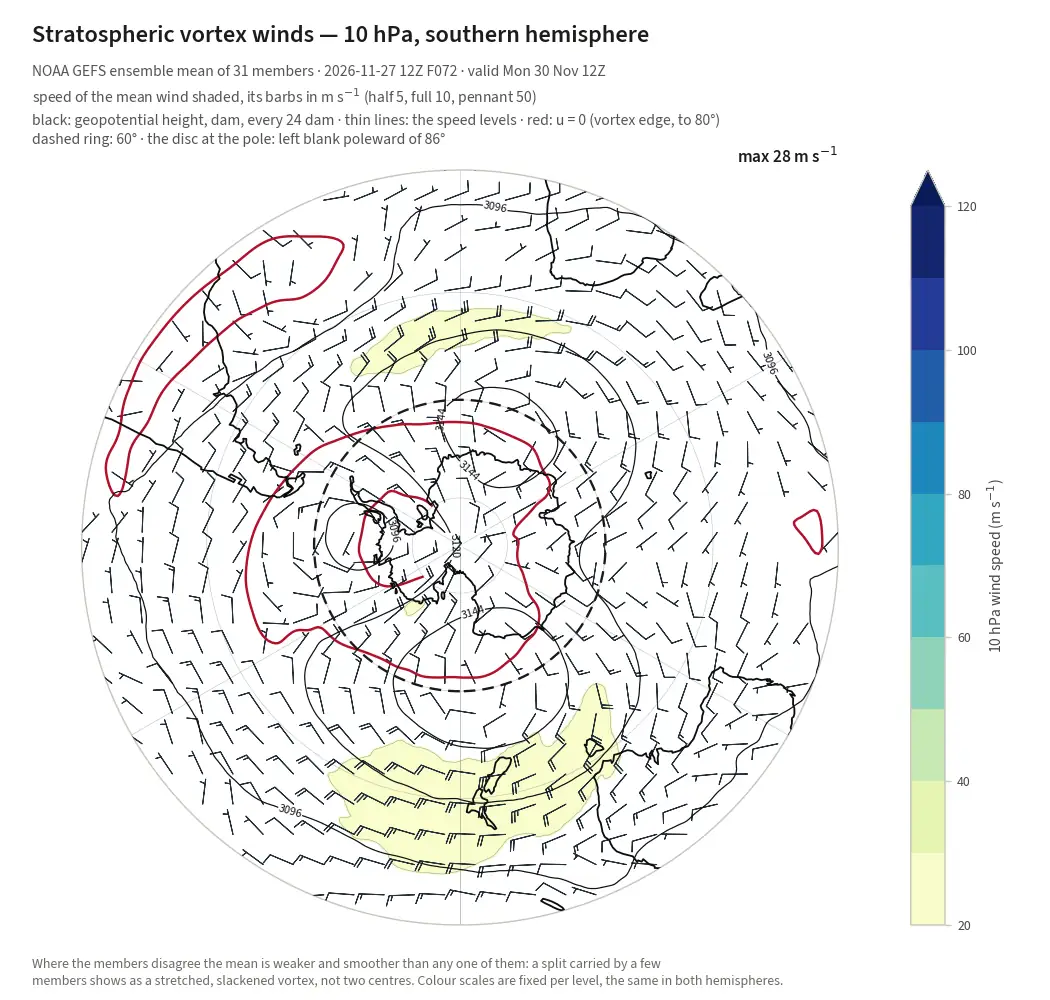 Stratospheric vortex winds — 10 hPa, southern hemisphere
NOAA GEFS ensemble mean of 31 members · 2026-11-27 12Z F072 · valid Mon 30 Nov 12Z
speed of the mean wind shaded, its barbs in m s⁻¹ (half 5, full 10, pennant 50)
black: geopotential height, dam, every 24 dam · thin lines: the speed levels · red: u = 0 (vortex edge, to 80°)
dashed ring: 60° · the disc at the pole: left blank poleward of 86°
max 28 m s⁻¹
3096
3096
3144
3144
3096
3120
3144
3096
120
100
80
60
40
20
10 hPa wind speed (m s⁻¹)
Where the members disagree the mean is weaker and smoother than any one of them: a split carried by a few
members shows as a stretched, slackened vortex, not two centres. Colour scales are fixed per level, the same in both hemispheres.